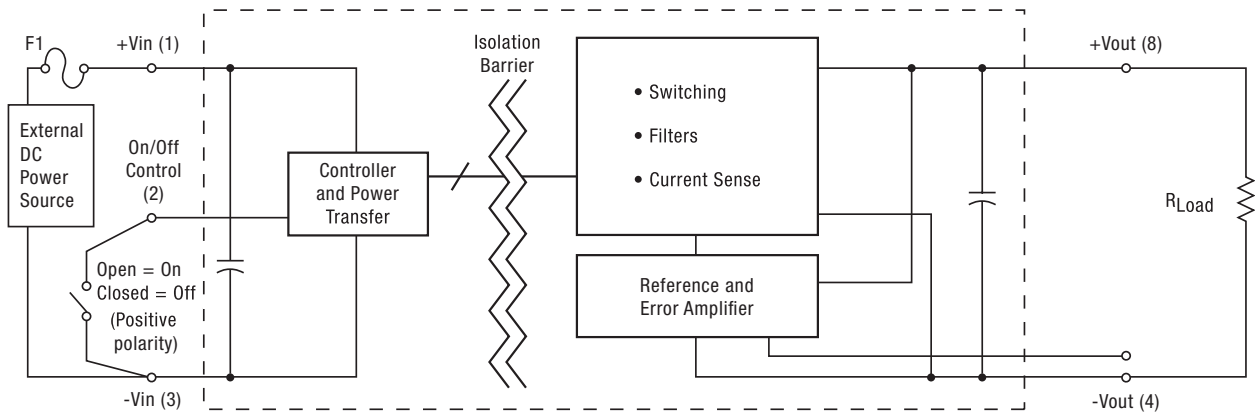 F1
+Vin (1)
External
DC
Power
Source
On/Off
Control
(2)
Open = On
Closed = Off
(Positive
polarity)
-Vin (3)
Controller
and Power
Transfer
Isolation
Barrier
• Switching
• Filters
• Current Sense
Reference and
Error Amplifier
+Vout (8)
RLoad
-Vout (4)